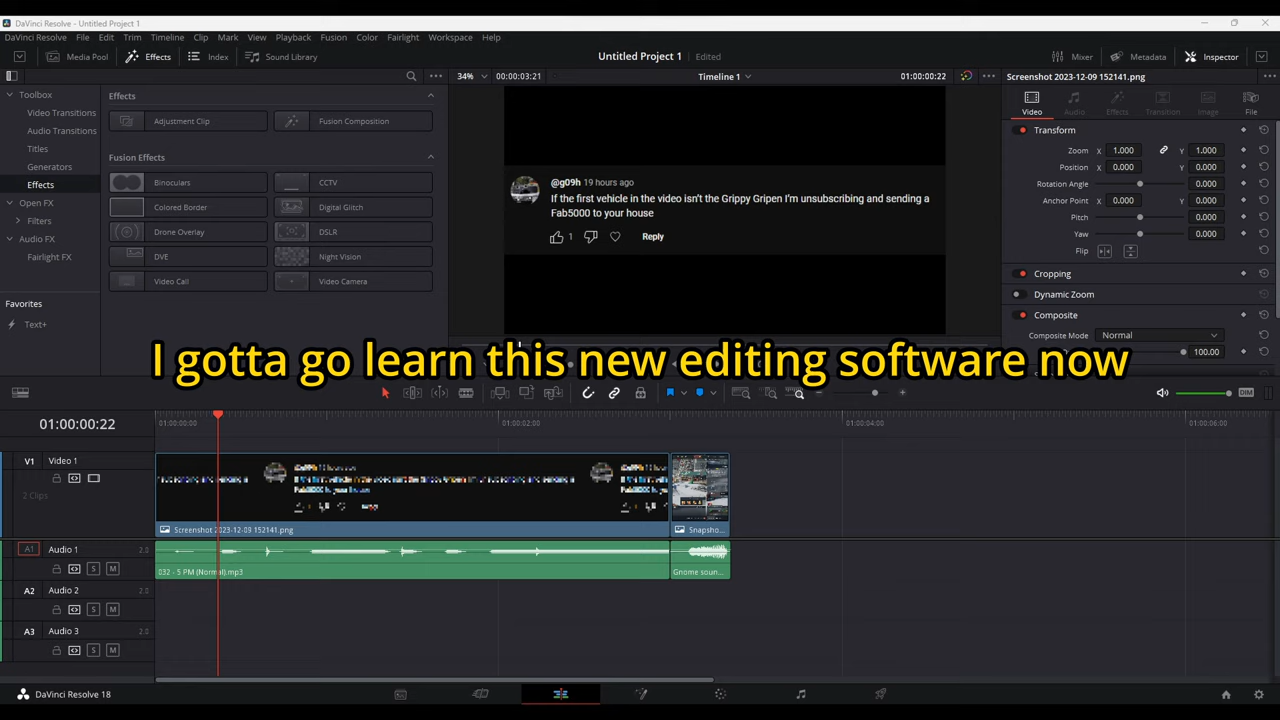 DaVinci Resolve - Untitled Project 1
DaVinci Resolve File Edit Trim Timeline Clip Mark View Playback Fusion Color Fairlight Workspace Help
Media Pool Effects Index Sound Library Untitled Project 1 Edited Mixer Metadata Inspector
34% 00:00:03:21 Timeline 1 01:00:00:22 Screenshot 2023-12-09 152141.png
Toolbox
Video Transitions
Audio Transitions
Titles
Generators
Effects
Open FX
Filters
Audio FX
Fairlight FX
Favorites
Text+
Effects
Adjustment Clip Fusion Composition
Fusion Effects
Binoculars CCTV
Colored Border Digital Glitch
Drone Overlay DSLR
DVE Night Vision
Video Call Video Camera
@g09h 19 hours ago
If the first vehicle in the video isn't the Grippy Gripen I'm unsubscribing and sending a
Fab5000 to your house
1 Reply
Video Audio Effects Transition Image File
Transform
Zoom X 1.000 Y 1.000
Position X 0.000 Y 0.000
Rotation Angle 0.000
Anchor Point X 0.000 Y 0.000
Pitch 0.000
Yaw 0.000
Flip
Cropping
Dynamic Zoom
Composite
Composite Mode Normal
100.00
I gotta go learn this new editing software now
DIM
01:00:00:22 01:00:00:00 01:00:02:00 01:00:04:00 01:00:06:00
V1 Video 1
2 Clips
Screenshot 2023-12-09 152141.png Snapsho...
A1 Audio 1 2.0
S M
032 - 5 PM (Normal).mp3 Gnome soun...
A2 Audio 2 2.0
S M
A3 Audio 3 2.0
S M
DaVinci Resolve 18